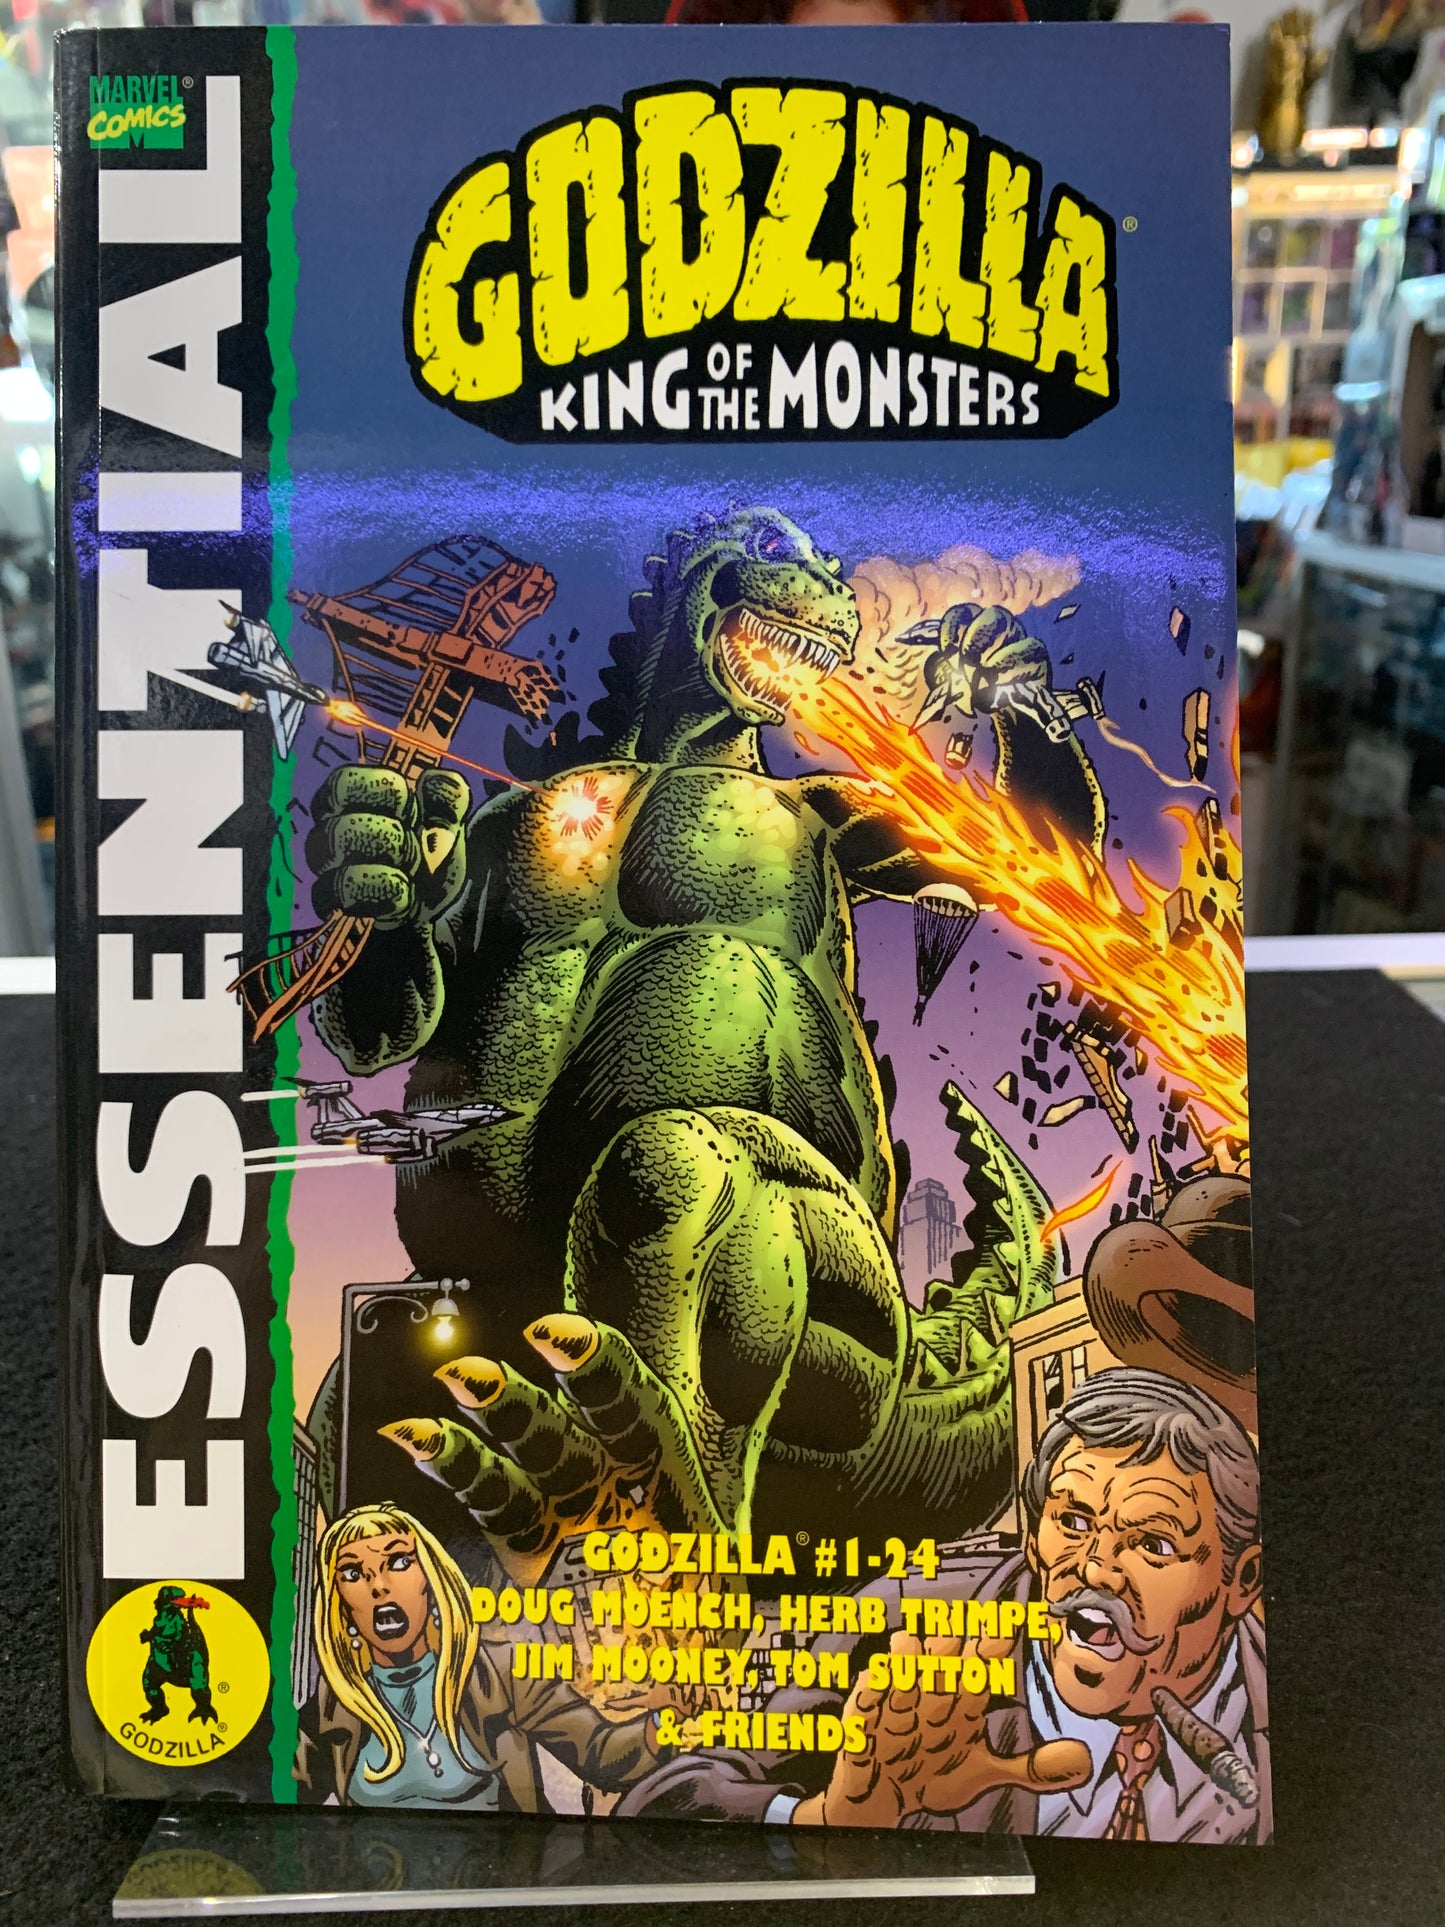 MARVEL®
COMICS
ESSENTIAL
GODZILLA®
KING OF THE MONSTERS
GODZILLA® #1-24
DOUG MOENCH, HERB TRIMPE,
JIM MOONEY, TOM SUTTON
& FRIENDS
®
GODZILLA®